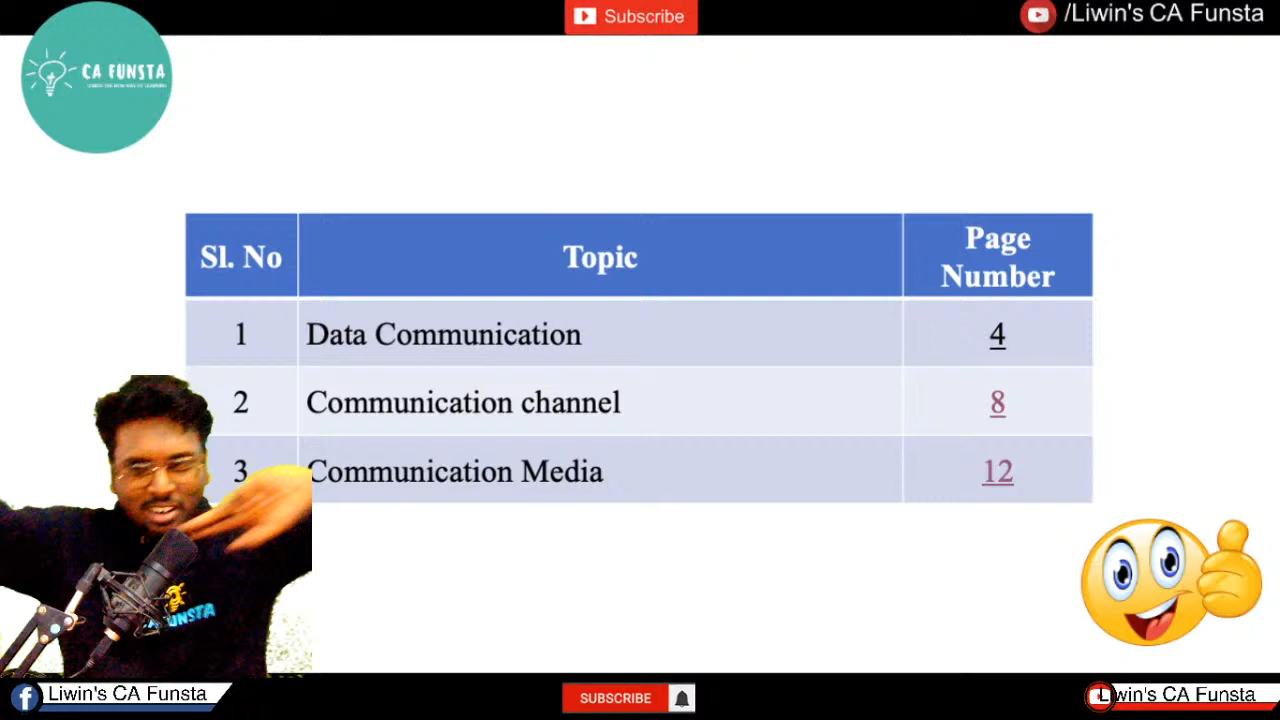 Subscribe
/Liwin's CA Funsta
CA FUNSTA
Sl. No
Topic
Page
Number
1
Data Communication
4
2
Communication channel
8
3
Communication Media
12
FUNSTA
Liwin's CA Funsta
SUBSCRIBE
Liwin's CA Funsta